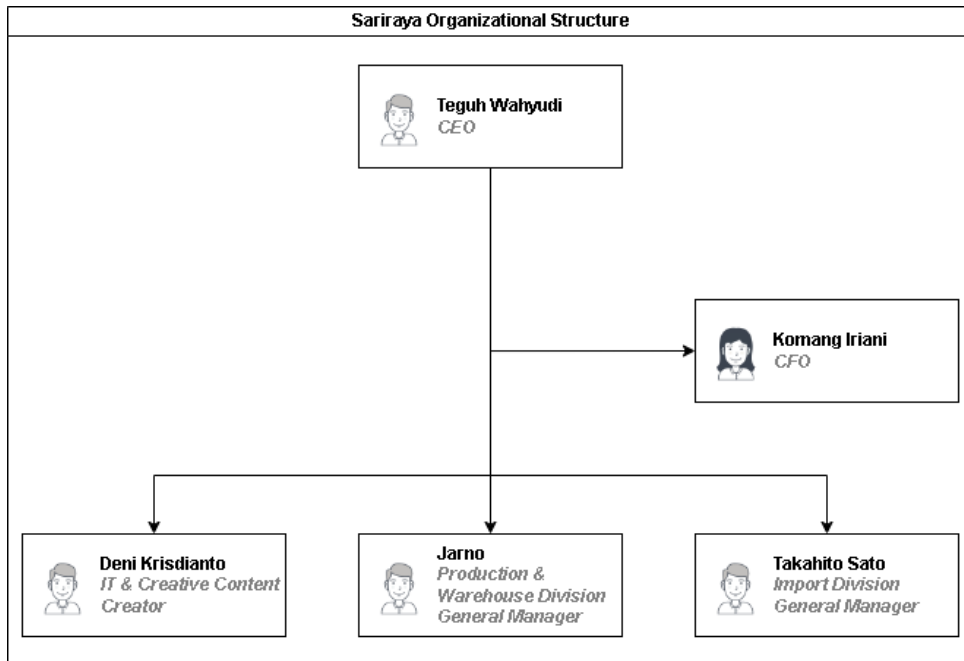 Sariraya Organizational Structure
Teguh Wahyudi
CEO
Komang Iriani
CFO
Deni Krisdianto
IT & Creative Content
Creator
Jarno
Production &
Warehouse Division
General Manager
Takahito Sato
Import Division
General Manager